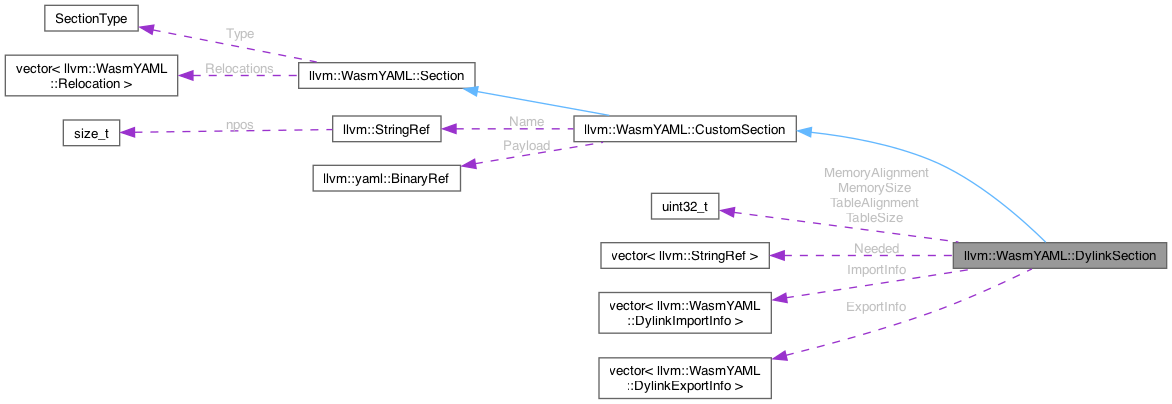 SectionType
Type
vector< llvm::WasmYAML
::Relocation >
Relocations
llvm::WasmYAML::Section
size_t
npos
llvm::StringRef
Name
llvm::WasmYAML::CustomSection
Payload
llvm::yaml::BinaryRef
MemoryAlignment
MemorySize
TableAlignment
TableSize
uint32_t
vector< llvm::StringRef >
Needed
llvm::WasmYAML::DylinkSection
ImportInfo
vector< llvm::WasmYAML
::DylinkImportInfo >
ExportInfo
vector< llvm::WasmYAML
::DylinkExportInfo >